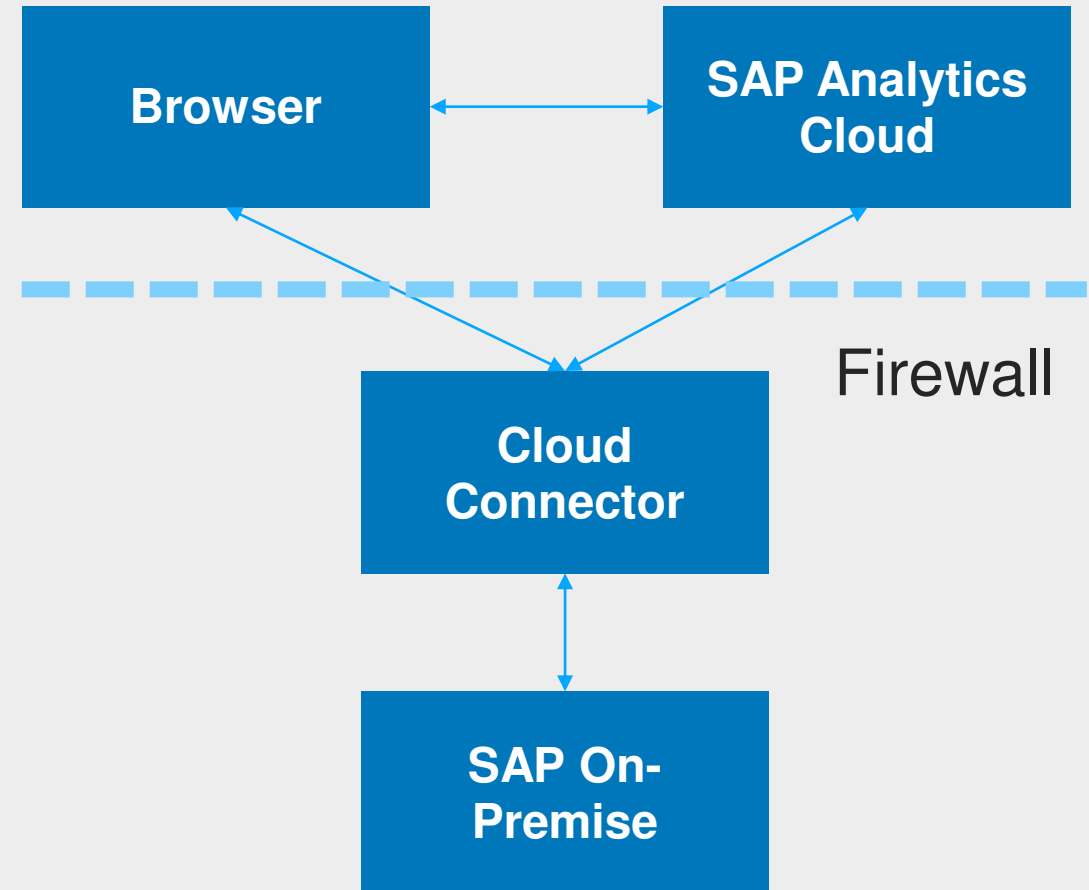 Browser
SAP Analytics
Cloud
Firewall
Cloud
Connector
SAP On-
Premise